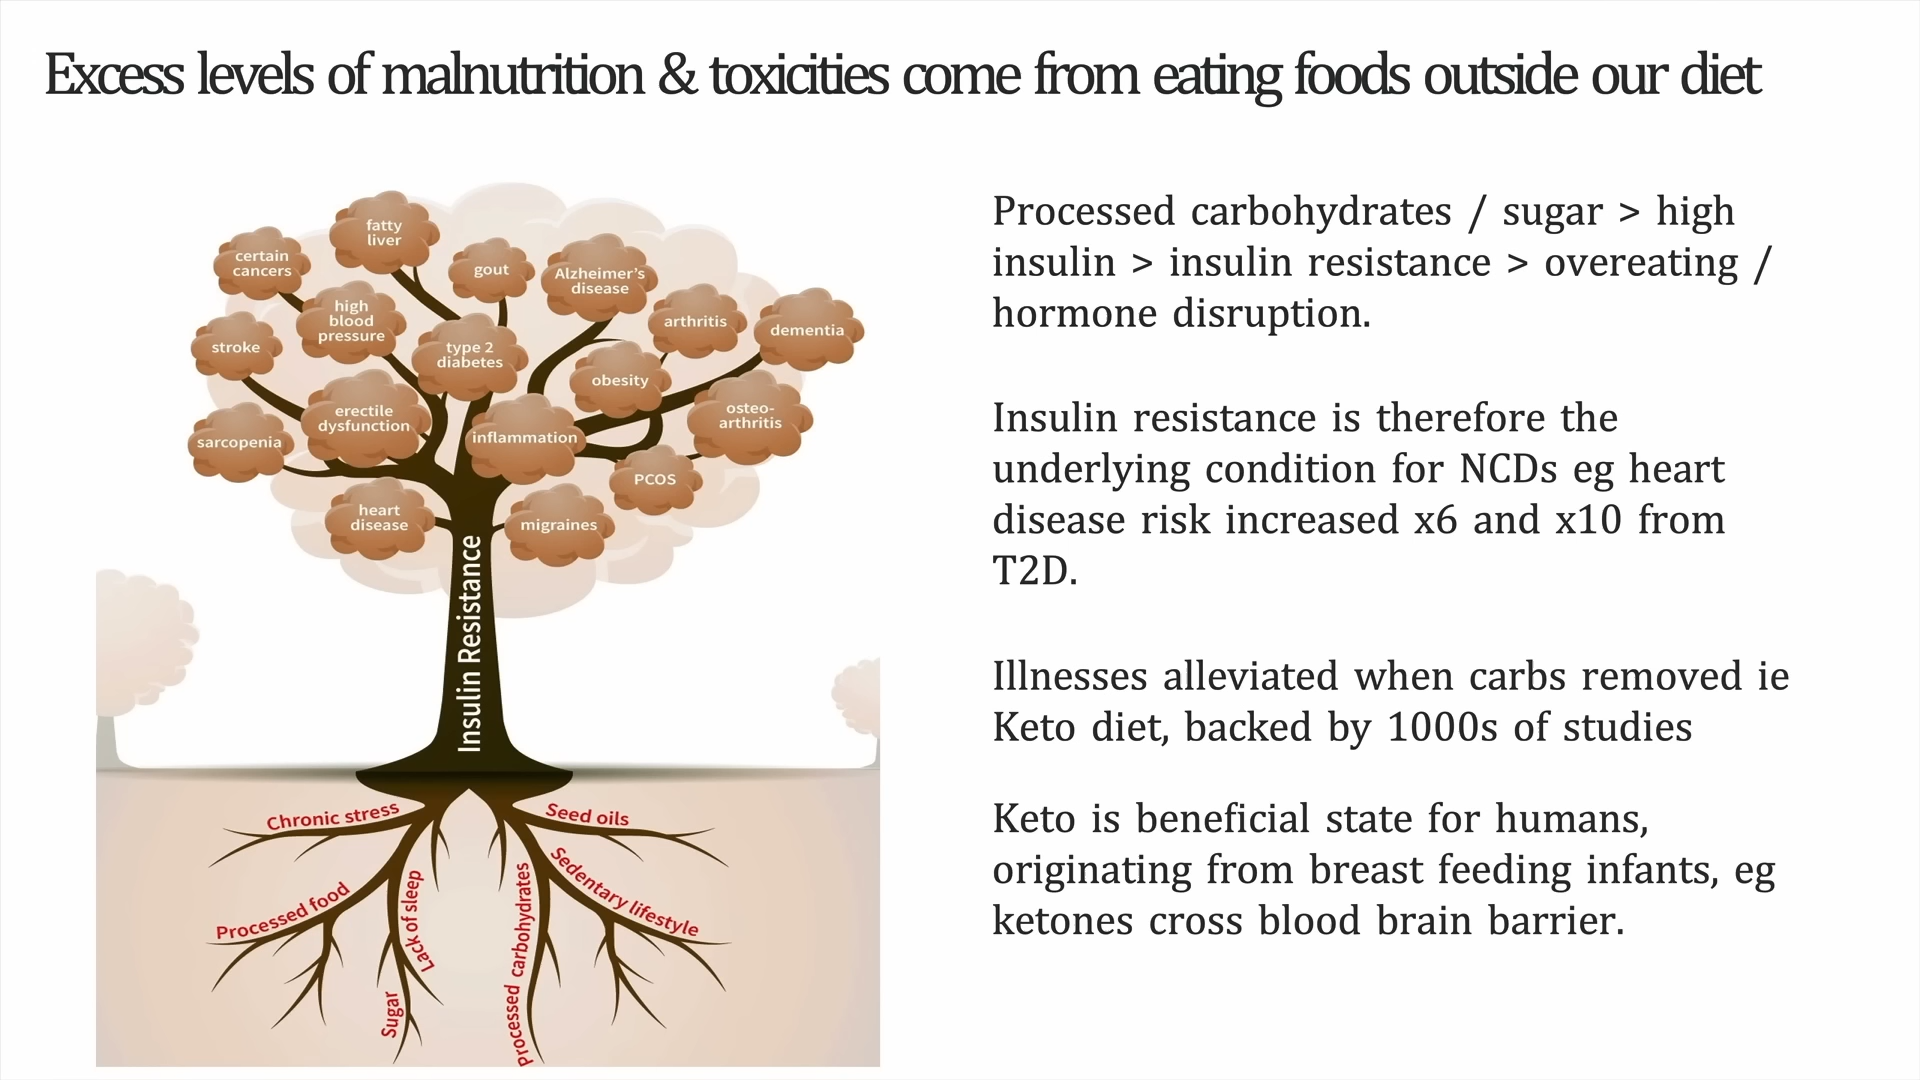 Excess levels of malnutrition & toxicities come from eating foods outside our diet
fatty
liver
certain
cancers
gout
Alzheimer's
disease
high
blood
pressure
arthritis
dementia
stroke
type 2
diabetes
obesity
erectile
dysfunction
osteo-
arthritis
sarcopenia
inflammation
PCOS
heart
disease
migraines
Insulin Resistance
Chronic stress
Seed oils
Processed food
Lack of sleep
Sugar
Processed carbohydrates
Sedentary lifestyle
Processed carbohydrates / sugar > high
insulin > insulin resistance > overeating /
hormone disruption.
Insulin resistance is therefore the
underlying condition for NCDs eg heart
disease risk increased x6 and x10 from
T2D.
Illnesses alleviated when carbs removed ie
Keto diet, backed by 1000s of studies
Keto is beneficial state for humans,
originating from breast feeding infants, eg
ketones cross blood brain barrier.